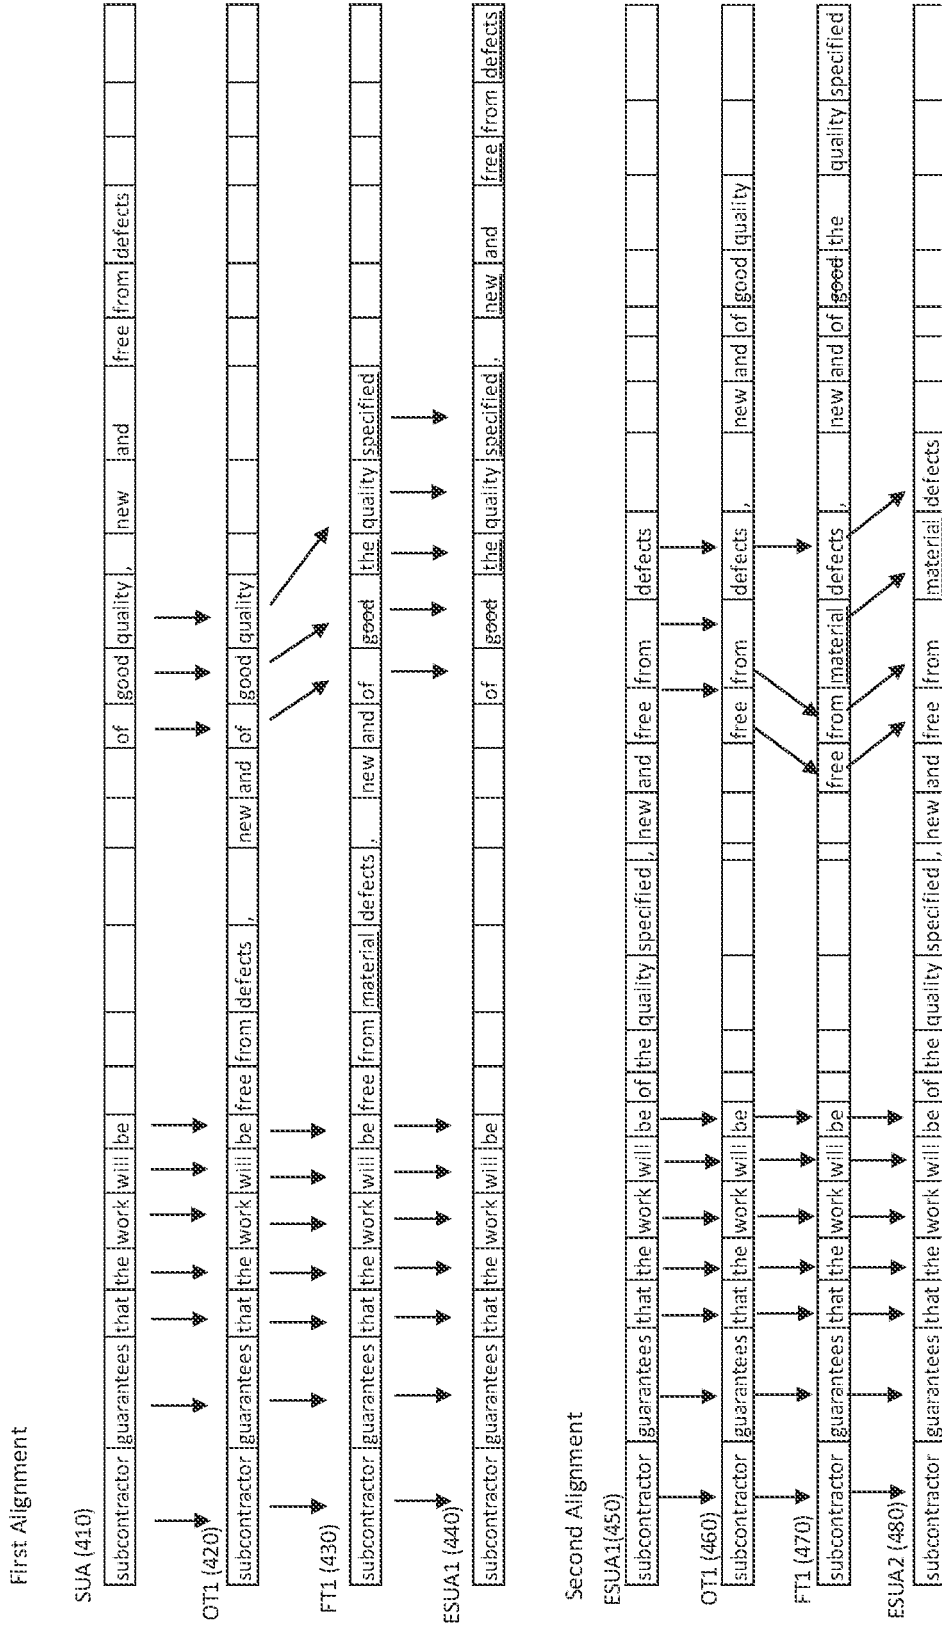 First Alignment
SUA (410)
subcontractor guarantees that the work will be of good quality , new and free from defects
OT1 (420)
subcontractor guarantees that the work will be free from defects , new and of good quality
FT1 (430)
subcontractor guarantees that the work will be free from material defects , new and of good the quality specified
ESUA1 (440)
subcontractor guarantees that the work will be of good the quality specified , new and free from defects
Second Alignment
ESUA1(450)
subcontractor guarantees that the work will be of the quality specified , new and free from defects
OT1 (460)
subcontractor guarantees that the work will be free from defects , new and of good quality
FT1 (470)
subcontractor guarantees that the work will be free from material defects , new and of good the quality specified
ESUA2 (480)
subcontractor guarantees that the work will be of the quality specified , new and free from material defects